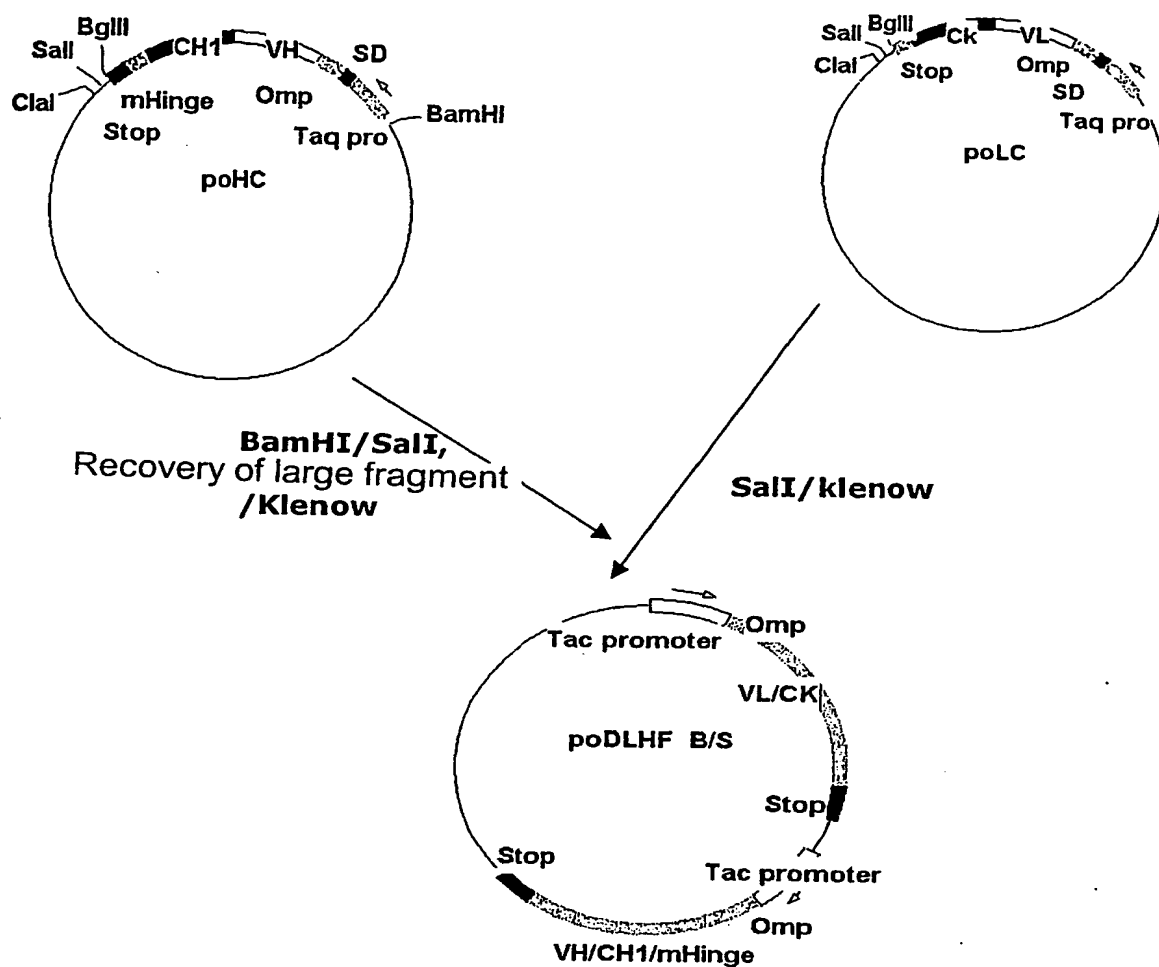 BglII
SalI
ClaI
CH1
VH
SD
mHinge
Omp
Stop
Taq pro
BamHI
poHC
BglII
SalI
ClaI
Ck
VL
Stop
Omp
SD
Taq pro
poLC
BamHI/SalI,
Recovery of large fragment
/Klenow
SalI/klenow
Tac promoter
Omp
VL/CK
poDLHF B/S
Stop
Stop
Tac promoter
Omp
VH/CH1/mHinge